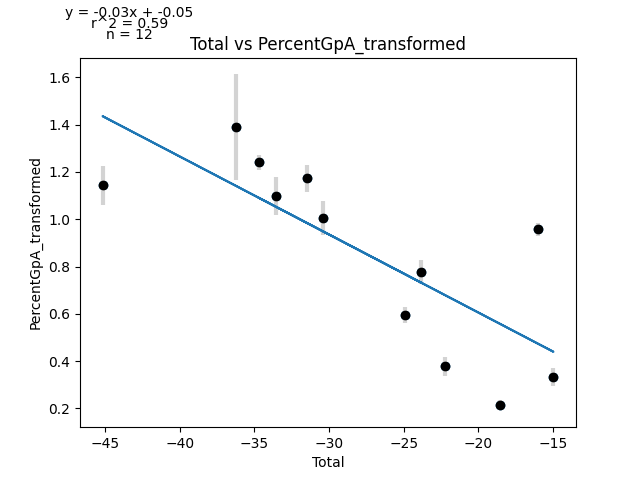 y = -0.03x + -0.05
r^2 = 0.59
n = 12
Total vs PercentGpA_transformed
PercentGpA_transformed
1.6
1.4
1.2
1.0
0.8
0.6
0.4
0.2
−45 −40 −35 −30 −25 −20 −15
Total